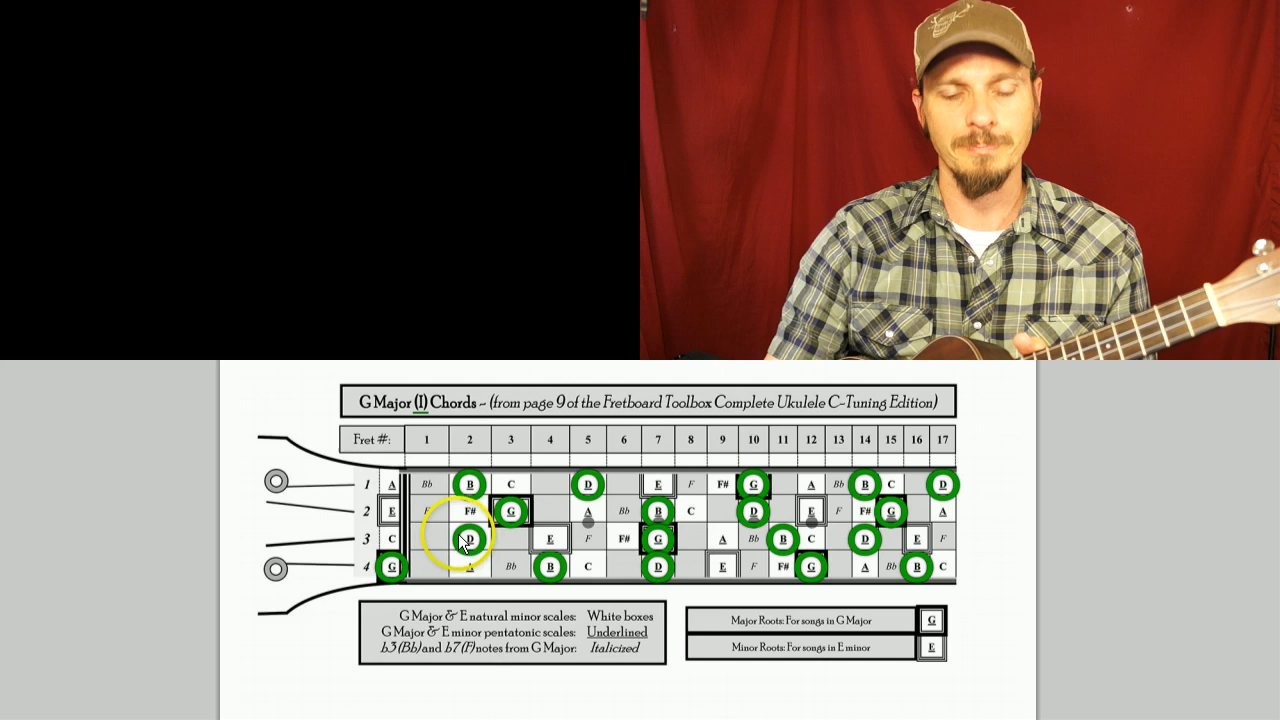 G Major (I) Chords ~ (from page 9 of the Fretboard Toolbox Complete Ukulele C-Tuning Edition)
Fret #: 1 2 3 4 5 6 7 8 9 10 11 12 13 14 15 16 17
1 A Bb B C D E F F# G A Bb B C D
2 E F F# G A Bb B C D E F F# G A
3 C D E F F# G A Bb B C D E F
4 G A Bb B C D E F F# G A Bb B C
G Major & E natural minor scales: White boxes
G Major & E minor pentatonic scales: Underlined
b3 (Bb) and b7 (F) notes from G Major: Italicized
Major Roots: For songs in G Major G
Minor Roots: For songs in E minor E